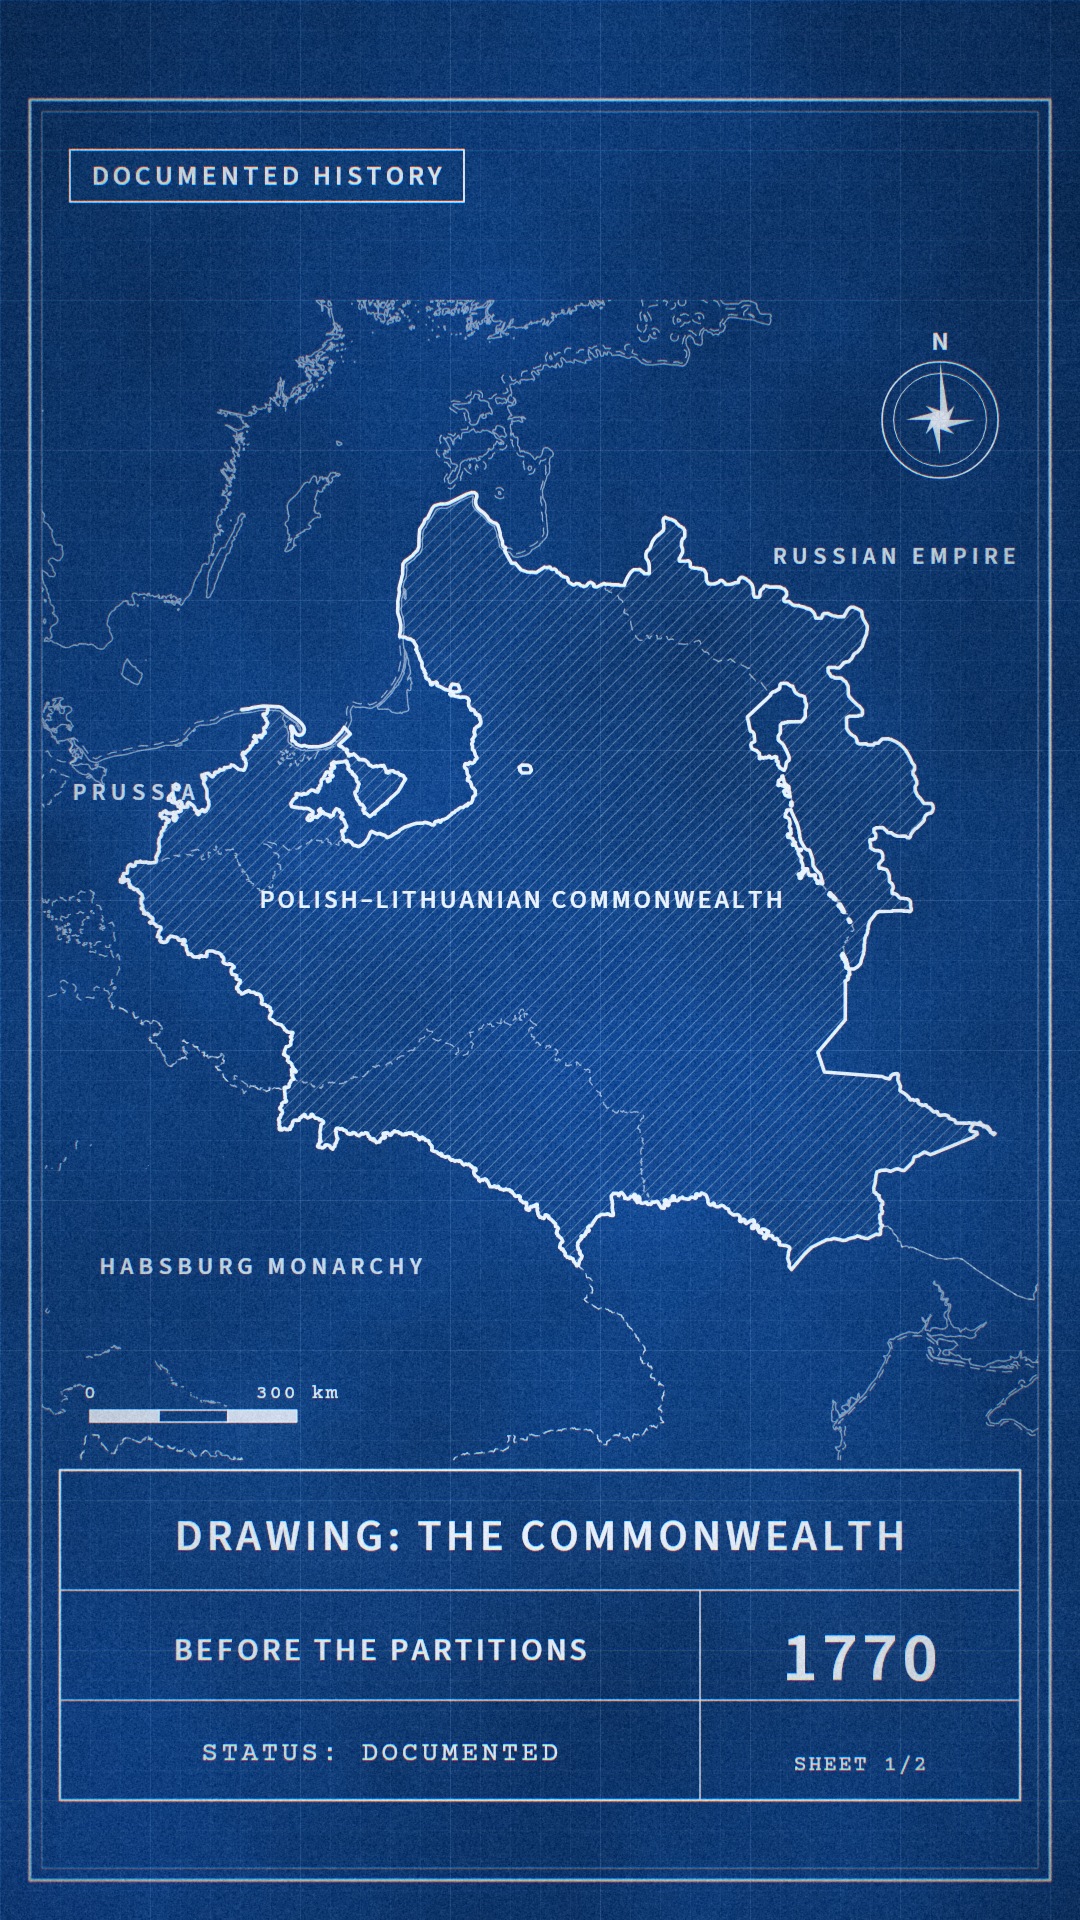 DOCUMENTED HISTORY
N
RUSSIAN EMPIRE
PRUSSIA
POLISH–LITHUANIAN COMMONWEALTH
HABSBURG MONARCHY
0 300 km
DRAWING: THE COMMONWEALTH
BEFORE THE PARTITIONS
1770
STATUS: DOCUMENTED
SHEET 1/2